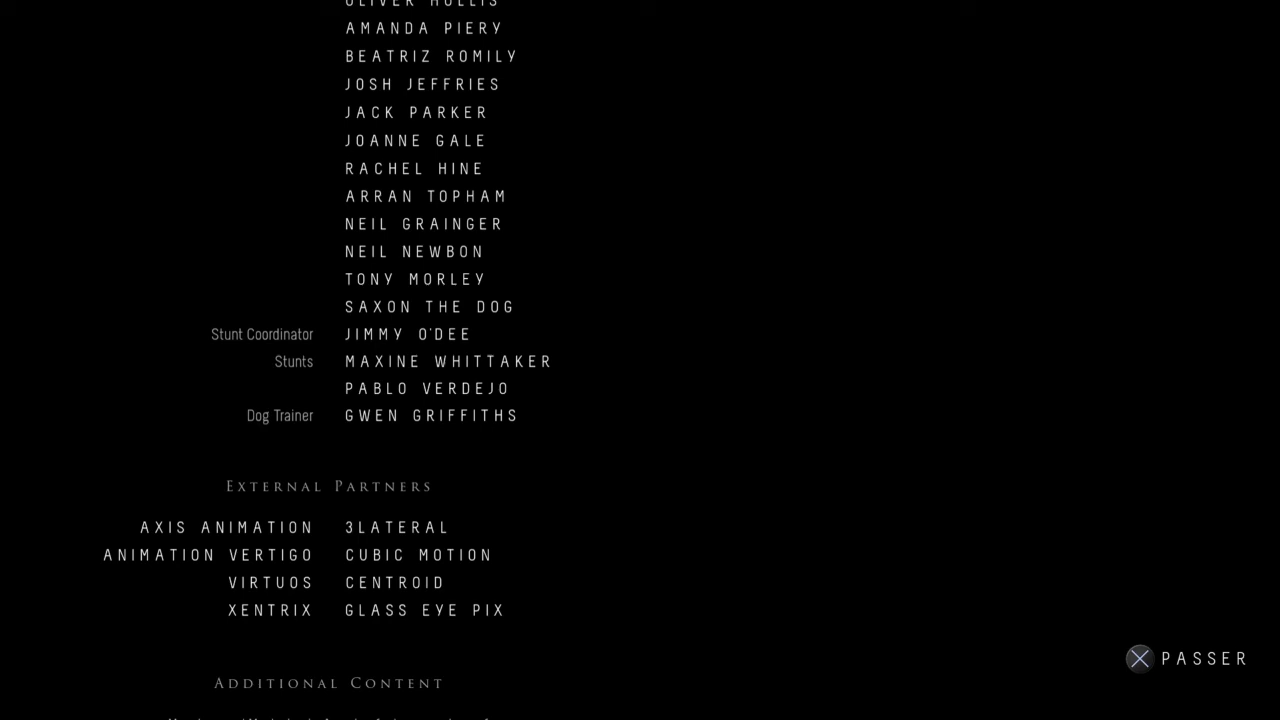 OLIVER HOLLIS
AMANDA PIERY
BEATRIZ ROMILY
JOSH JEFFRIES
JACK PARKER
JOANNE GALE
RACHEL HINE
ARRAN TOPHAM
NEIL GRAINGER
NEIL NEWBON
TONY MORLEY
SAXON THE DOG
Stunt Coordinator JIMMY O'DEE
Stunts MAXINE WHITTAKER
PABLO VERDEJO
Dog Trainer GWEN GRIFFITHS
EXTERNAL PARTNERS
AXIS ANIMATION 3LATERAL
ANIMATION VERTIGO CUBIC MOTION
VIRTUOS CENTROID
XENTRIX GLASS EYE PIX
PASSER
ADDITIONAL CONTENT